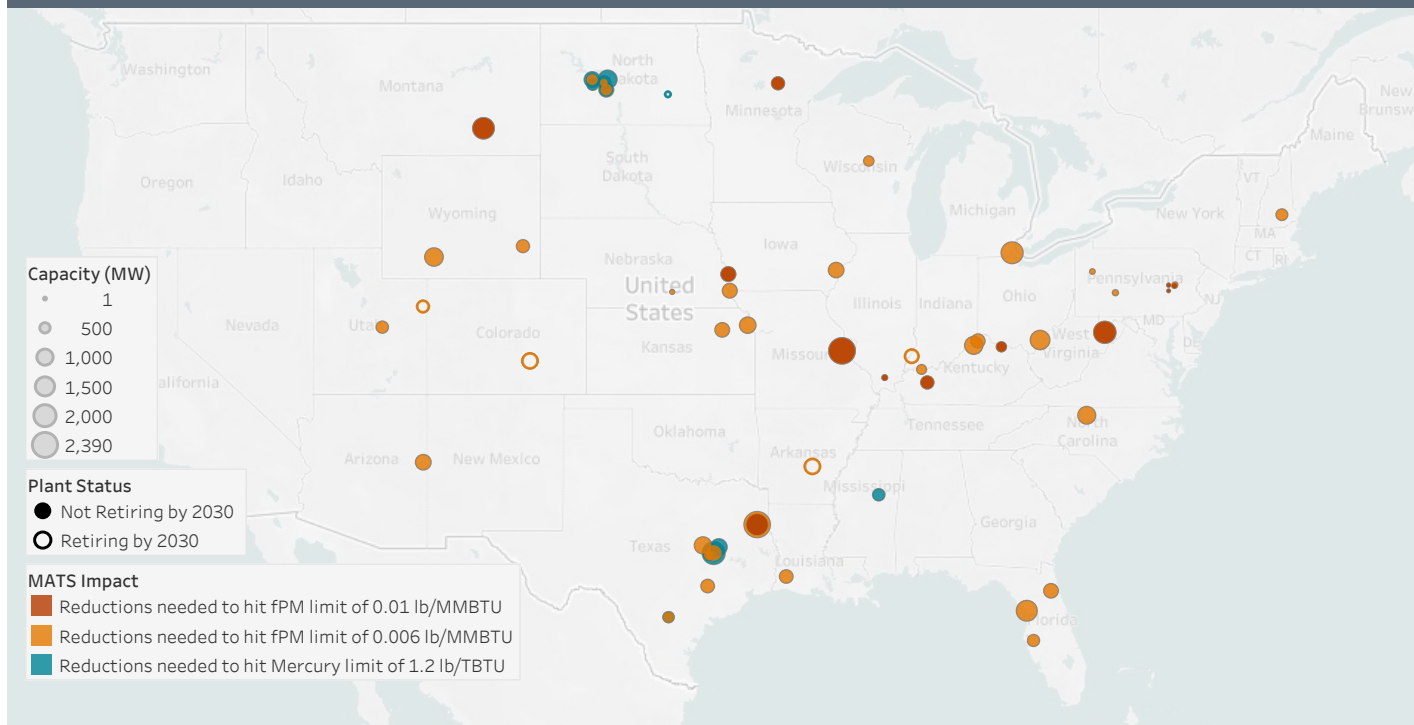 Washington
Montana
North
Dakota
Minnesota
New
Brunsw
Maine
Oregon
Idaho
South
Dakota
Wisconsin
VT
Wyoming
Michigan
New York
MA
CT
RI
Nebraska
Iowa
Pennsylvania
NJ
United
States
Illinois
Indiana
Ohio
MD
DE
Nevada
Utah
Colorado
Kansas
Missouri
West
Virginia
Kentucky
alifornia
Tennessee
North
Carolina
Oklahoma
Arkansas
Arizona
New Mexico
Mississippi
Georgia
Texas
Louisiana
Florida
Capacity (MW)
1
500
1,000
1,500
2,000
2,390
Plant Status
Not Retiring by 2030
Retiring by 2030
MATS Impact
Reductions needed to hit fPM limit of 0.01 lb/MMBTU
Reductions needed to hit fPM limit of 0.006 lb/MMBTU
Reductions needed to hit Mercury limit of 1.2 lb/TBTU